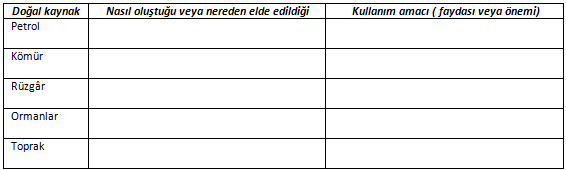 Doğal kaynak Nasıl oluştuğu veya nereden elde edildiği Kullanım amacı ( faydası veya önemi)
Petrol
Kömür
Rüzgâr
Ormanlar
Toprak